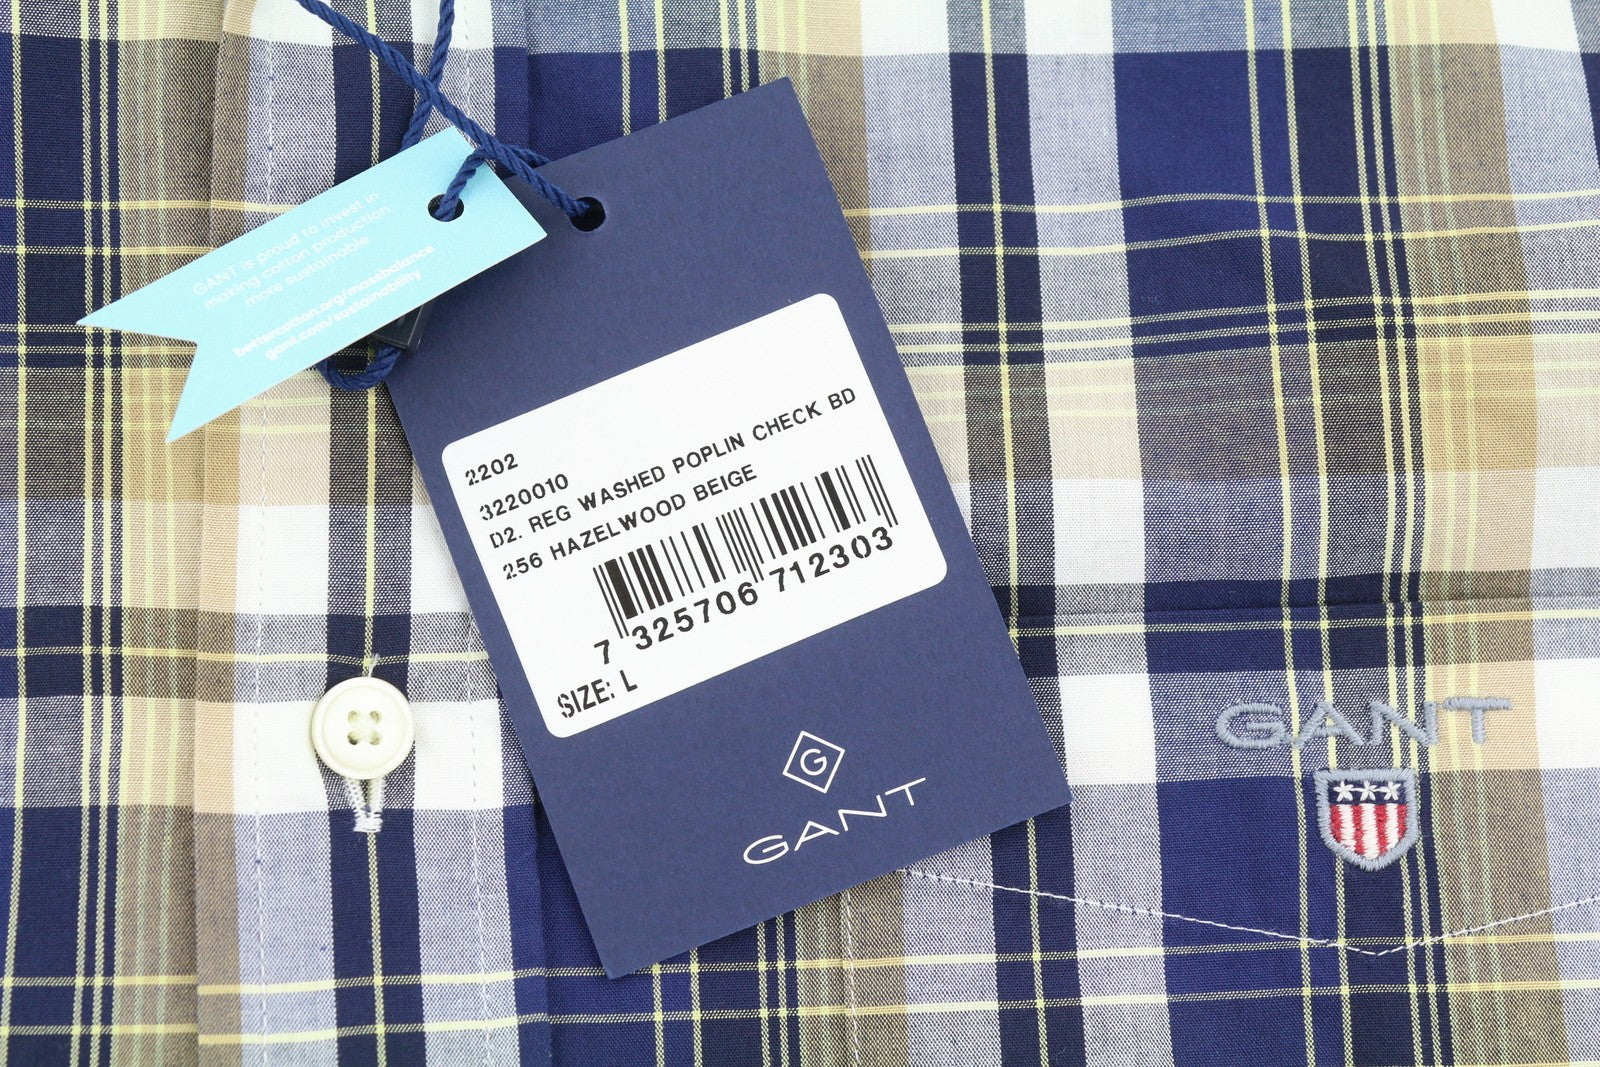 GANT is proud to invest in
making cotton production
more sustainable.
bettercotton.org/massbalance
gant.com/sustainability
2202
3220010
D2. REG WASHED POPLIN CHECK BD
256 HAZELWOOD BEIGE
7 325706 712303
SIZE: L
G
GANT
GANT